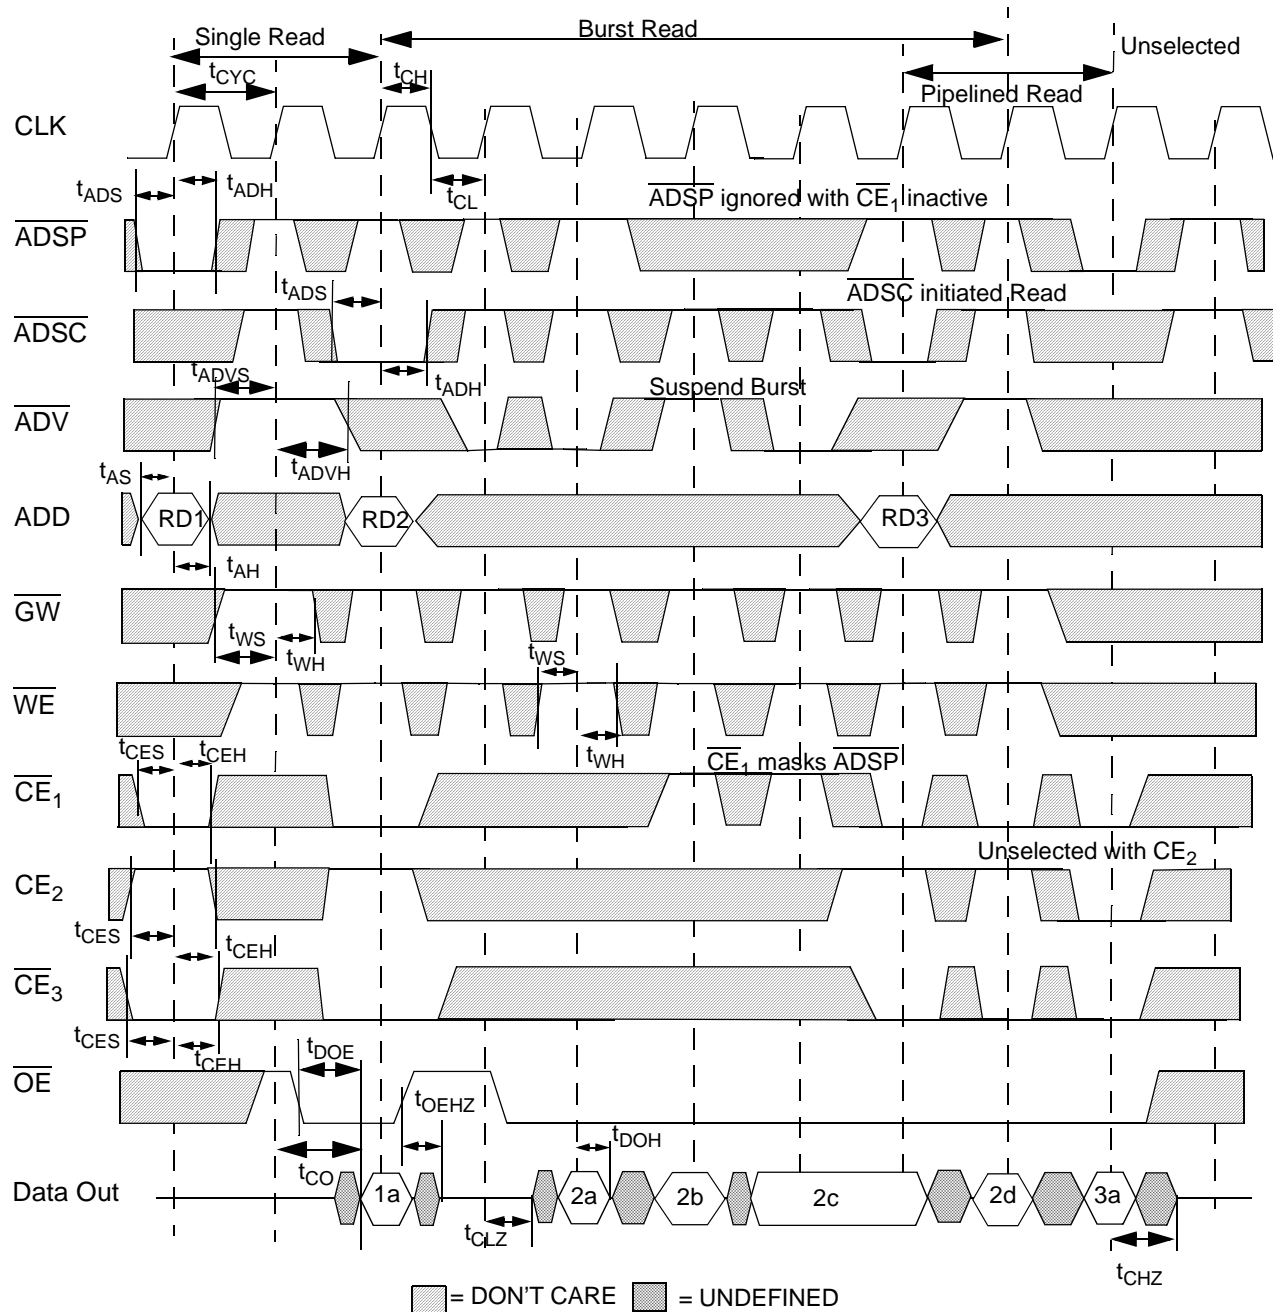 Single Read
Burst Read
Unselected
tCYC
tCH
Pipelined Read
CLK
tADS
tADH
tCL
ADSP ignored with CE1 inactive
ADSP
tADS
ADSC initiated Read
ADSC
tADVS
tADH
Suspend Burst
ADV
tADVH
tAS
ADD
RD1
RD2
RD3
tAH
GW
tWS
tWH
tWS
WE
tWH
tCES
tCEH
CE1 masks ADSP
CE1
Unselected with CE2
CE2
tCES
tCEH
CE3
tCES
tCEH
tDOE
OE
tOEHZ
tDOH
tCO
Data Out
1a
2a
2b
2c
2d
3a
tCLZ
tCHZ
= DON'T CARE
= UNDEFINED